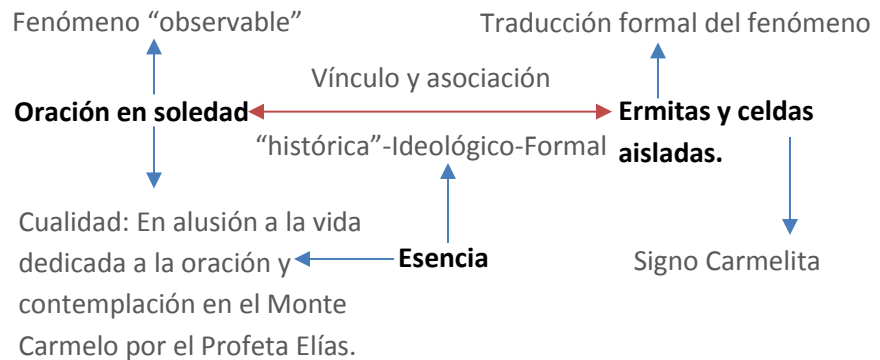 Fenómeno “observable”
Traducción formal del fenómeno
Vínculo y asociación
Oración en soledad
Ermitas y celdas
aisladas.
“histórica”-Ideológico-Formal
Cualidad: En alusión a la vida
dedicada a la oración y
contemplación en el Monte
Carmelo por el Profeta Elías.
Esencia
Signo Carmelita